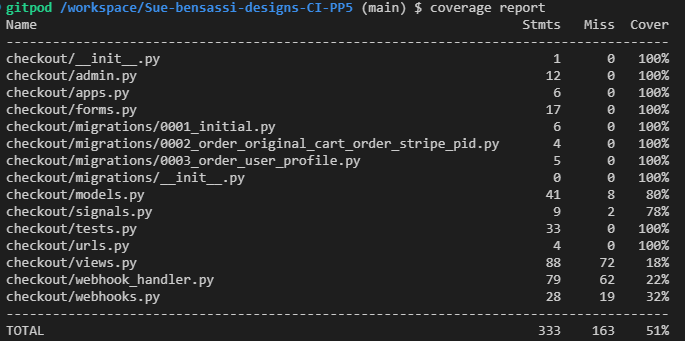 gitpod /workspace/Sue-bensassi-designs-CI-PP5 (main) $ coverage report
Name Stmts Miss Cover
--------------------------------------------------------------------------------
checkout/__init__.py 1 0 100%
checkout/admin.py 12 0 100%
checkout/apps.py 6 0 100%
checkout/forms.py 17 0 100%
checkout/migrations/0001_initial.py 6 0 100%
checkout/migrations/0002_order_original_cart_order_stripe_pid.py 4 0 100%
checkout/migrations/0003_order_user_profile.py 5 0 100%
checkout/migrations/__init__.py 0 0 100%
checkout/models.py 41 8 80%
checkout/signals.py 9 2 78%
checkout/tests.py 33 0 100%
checkout/urls.py 4 0 100%
checkout/views.py 88 72 18%
checkout/webhook_handler.py 79 62 22%
checkout/webhooks.py 28 19 32%
--------------------------------------------------------------------------------
TOTAL 333 163 51%